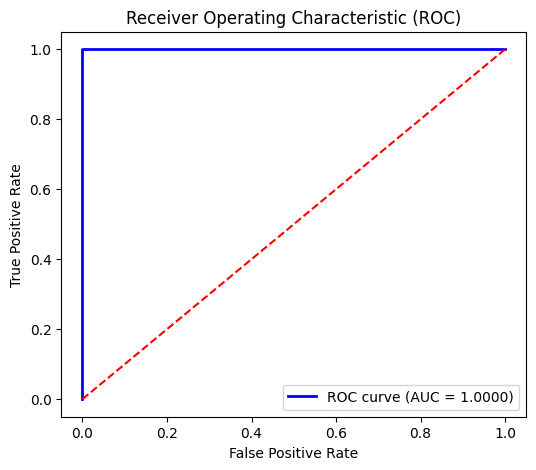 Receiver Operating Characteristic (ROC)
True Positive Rate
1.0
0.8
0.6
0.4
0.2
0.0
ROC curve (AUC = 1.0000)
0.0 0.2 0.4 0.6 0.8 1.0
False Positive Rate